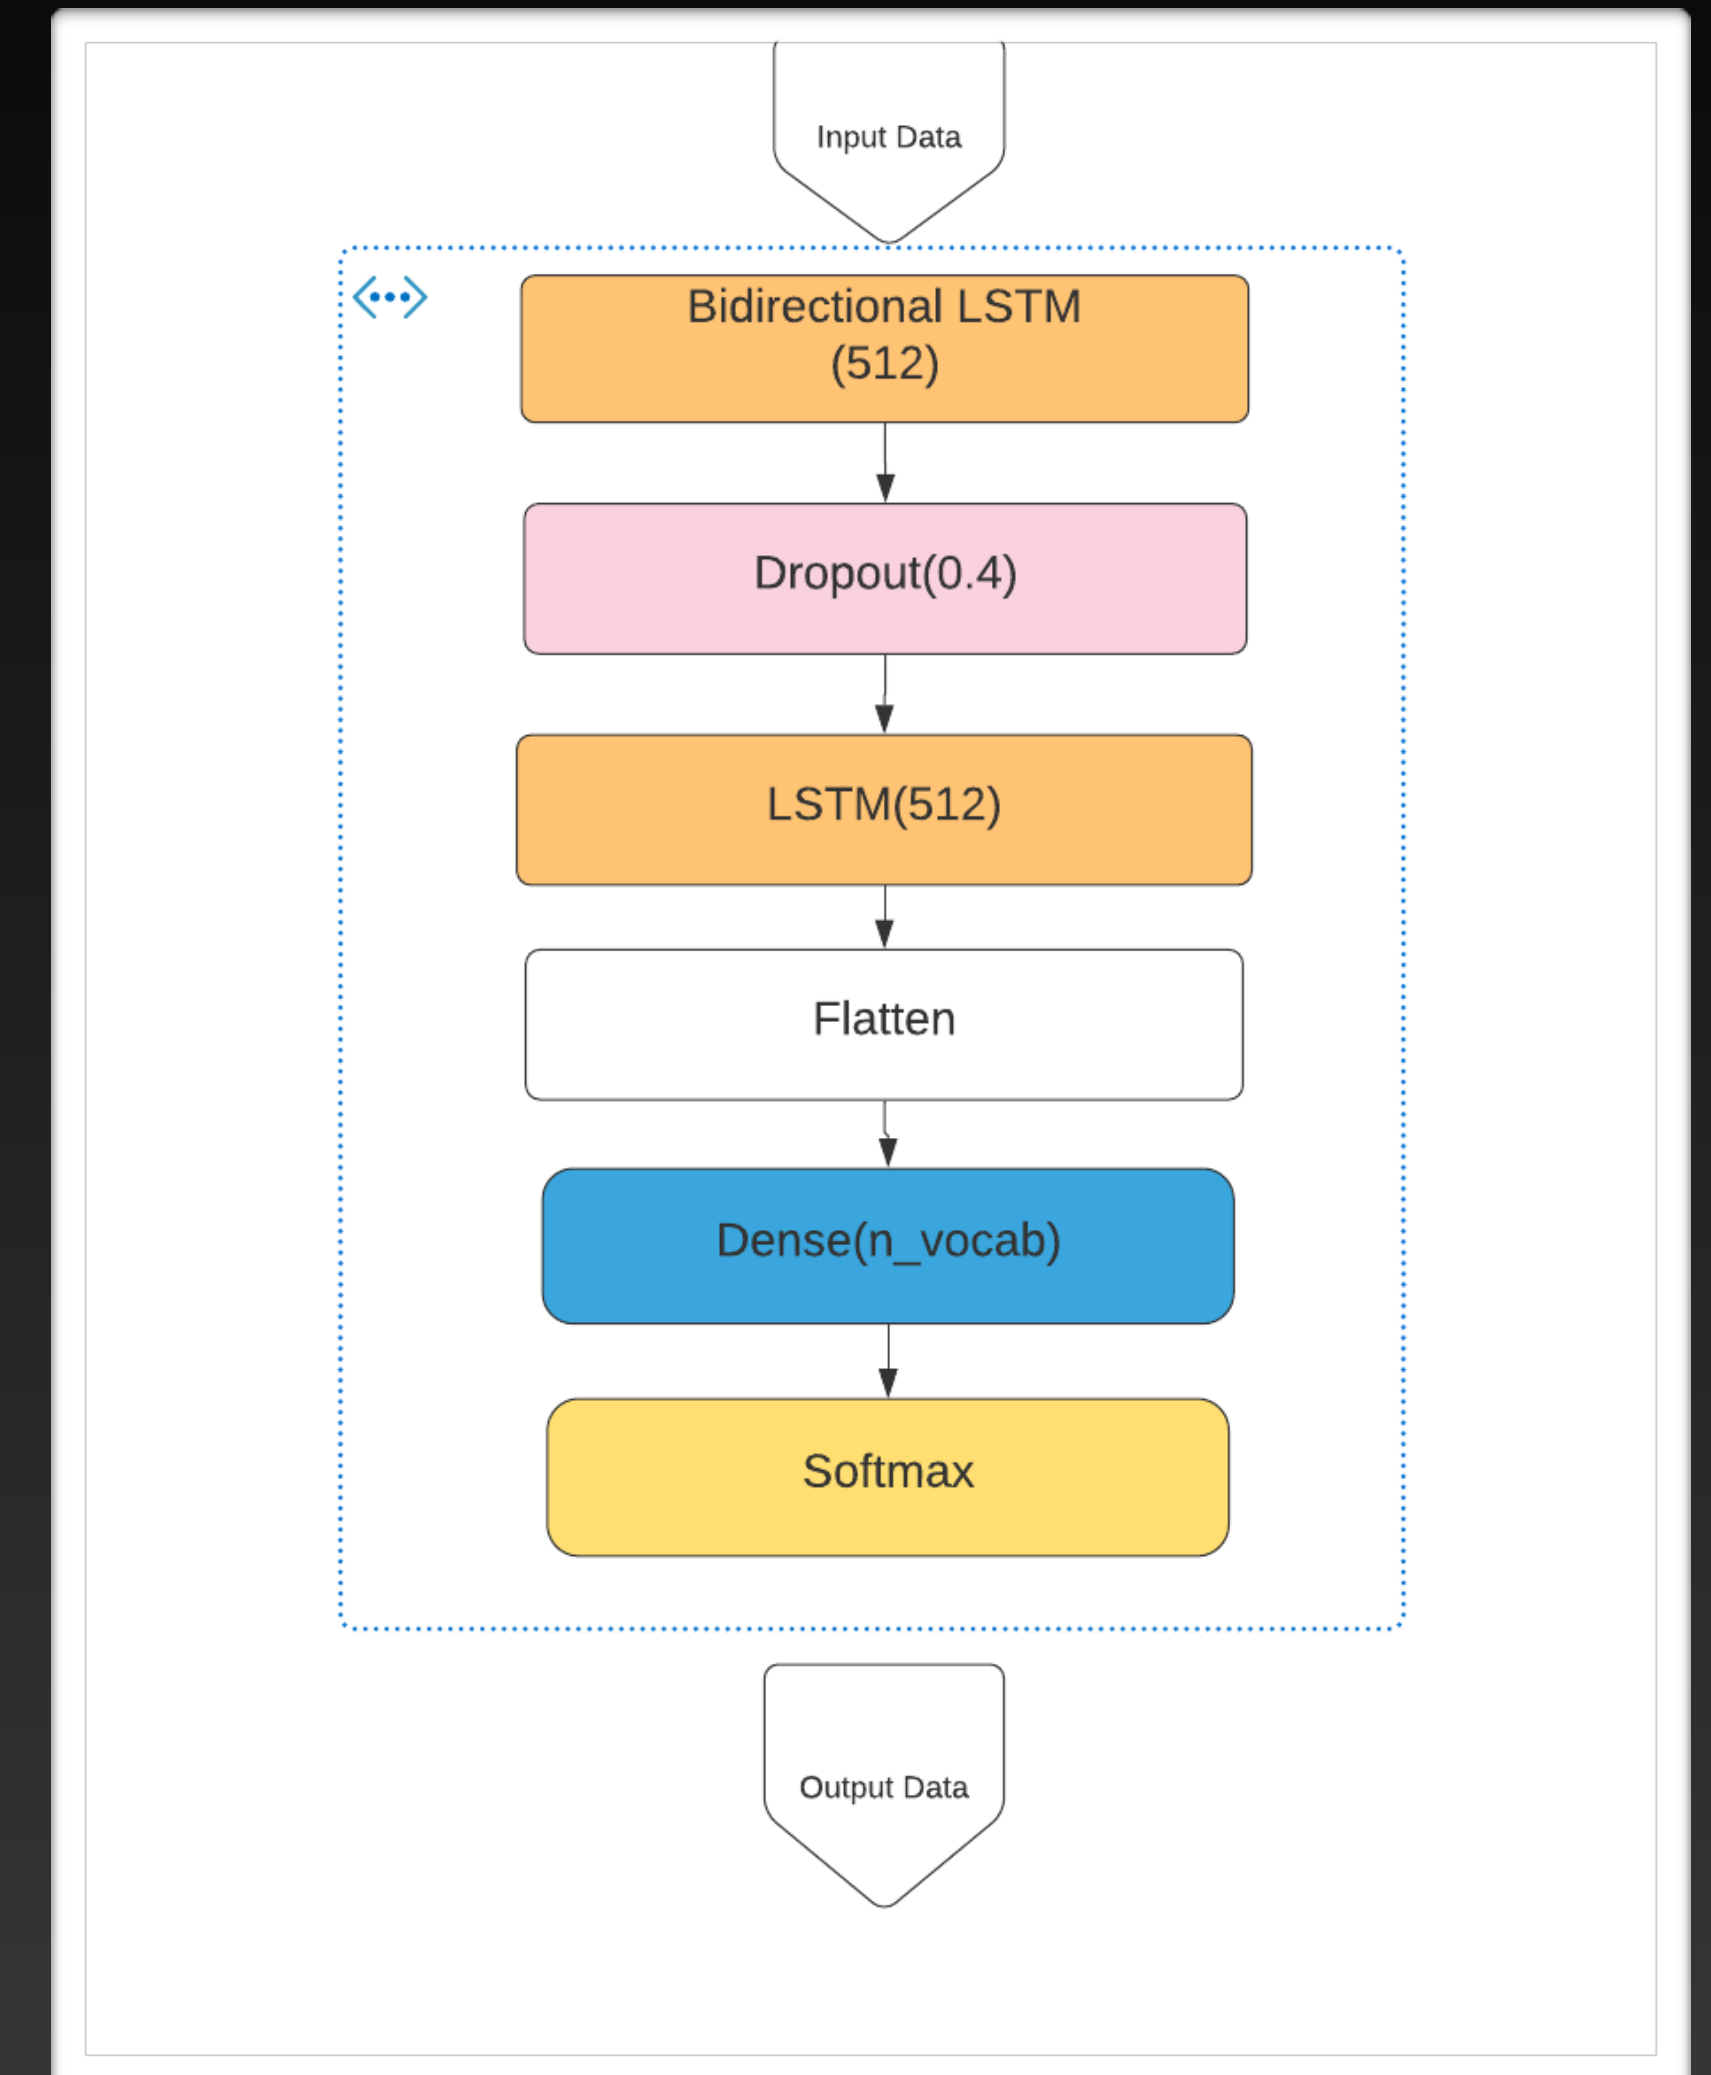 Input Data
Bidirectional LSTM
(512)
Dropout(0.4)
LSTM(512)
Flatten
Dense(n_vocab)
Softmax
Output Data